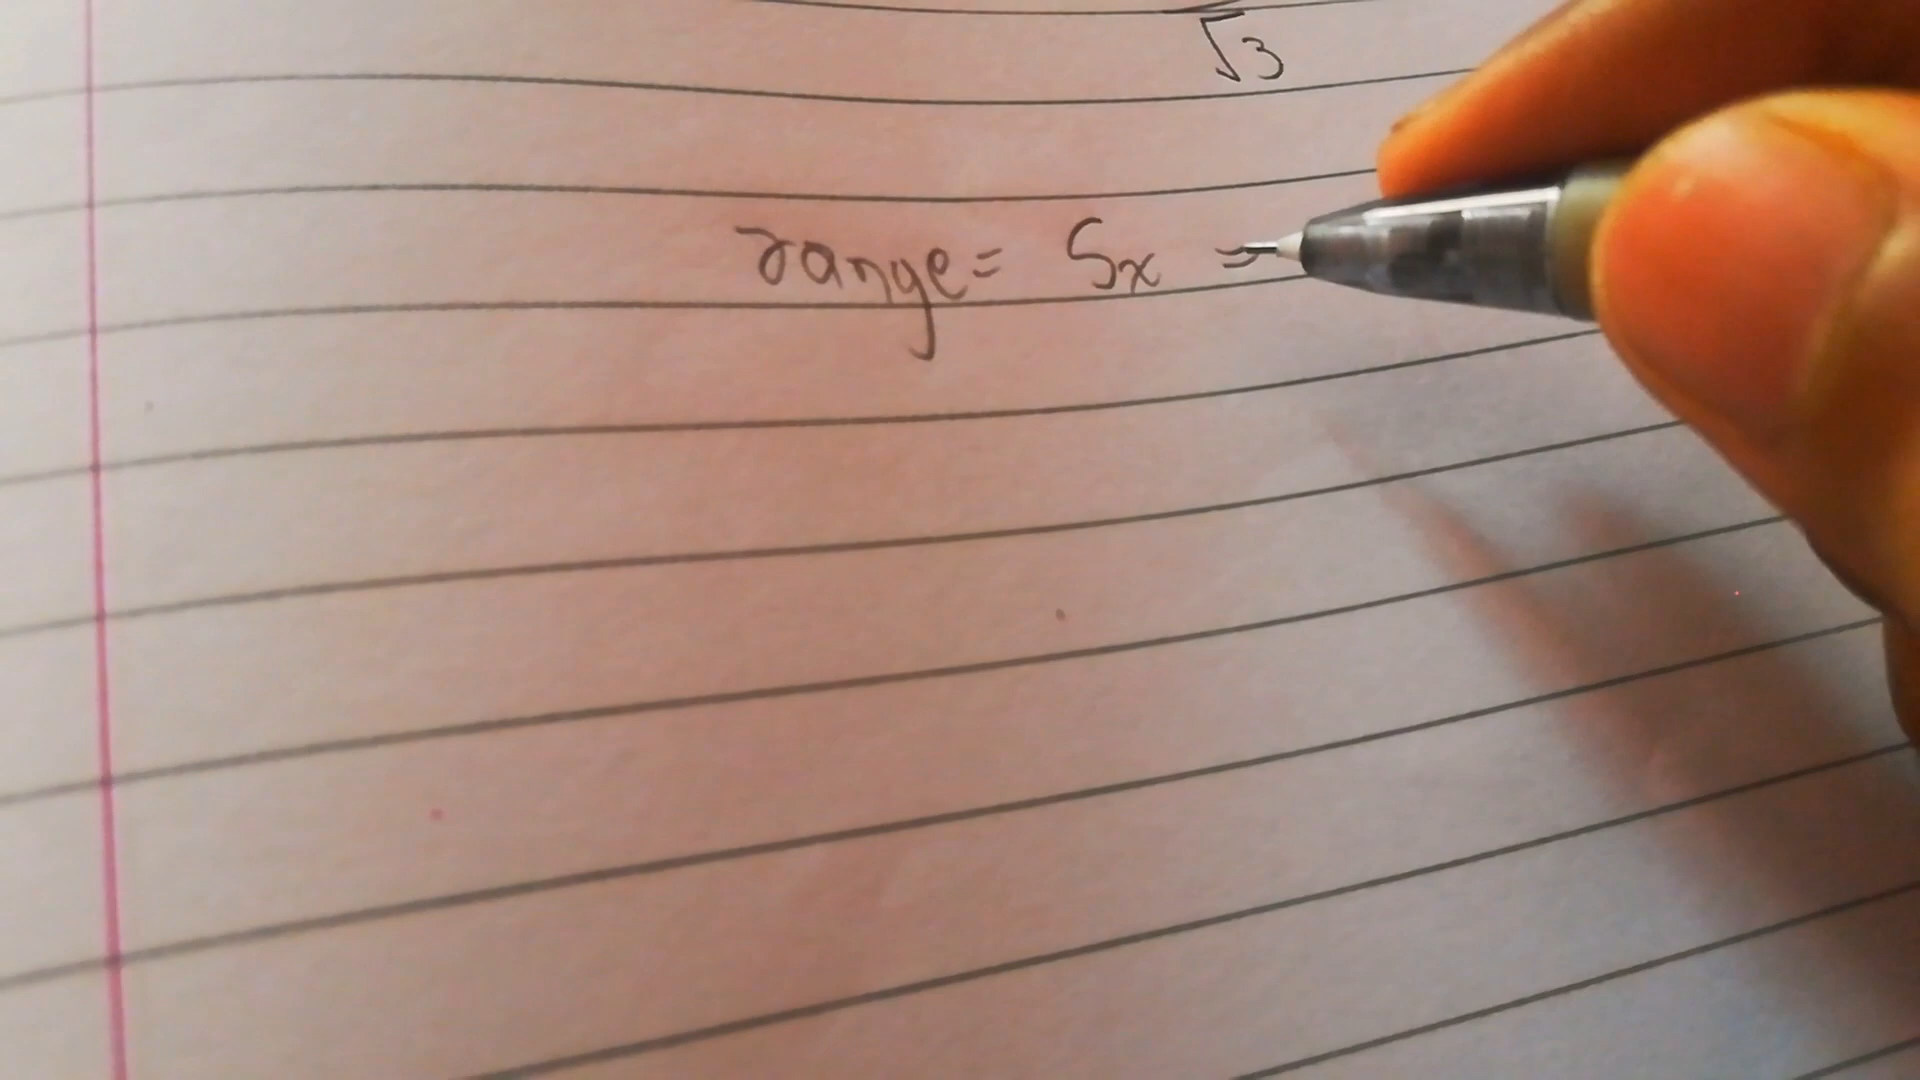 √3
range = Sx =